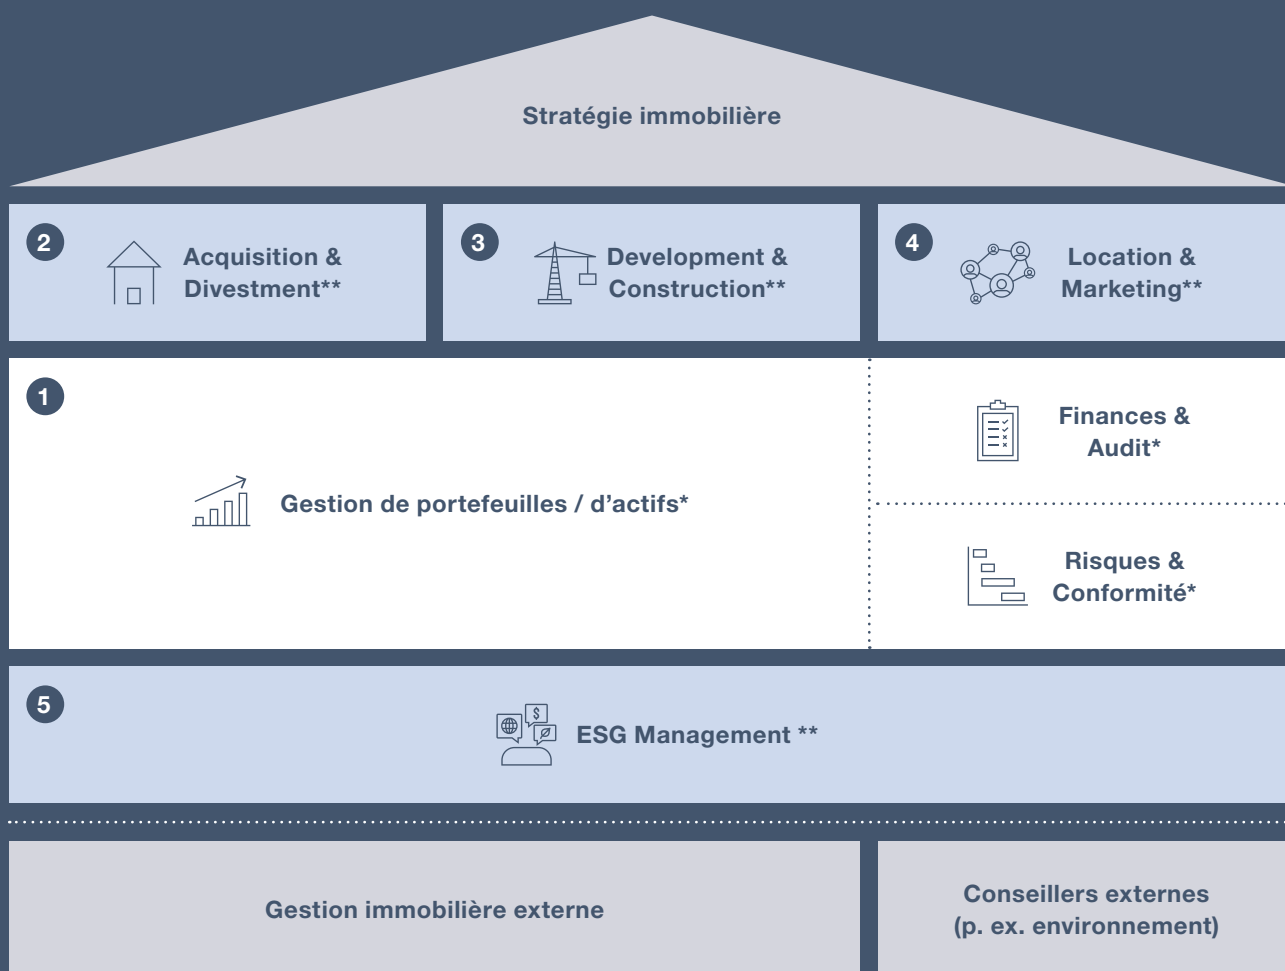 Stratégie immobilière
2
Acquisition &
Divestment**
3
Development &
Construction**
4
Location &
Marketing**
1
Gestion de portefeuilles / d’actifs*
Finances &
Audit*
Risques &
Conformité*
5
$
ESG Management **
Gestion immobilière externe
Conseillers externes
(p. ex. environnement)